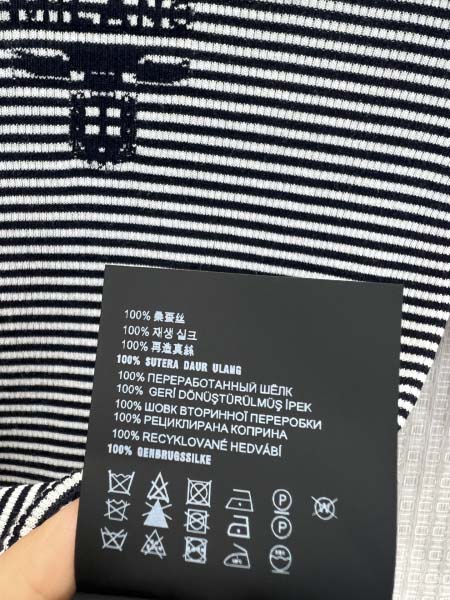 100% 桑蚕丝
100% 재생 실크
100% 再造真絲
100% SUTERA DAUR ULANG
100% ПЕРЕРАБОТАННЫЙ ШЁЛК
100% GERİ DÖNÜŞTÜRÜLMÜŞ İPEK
100% ШОВК ВТОРИННОЇ ПЕРЕРОБКИ
100% РЕЦИКЛИРАНА КОПРИНА
100% RECYKLOVANÉ HEDVÁBÍ
100% GENBRUGSSILKE
P
P
W